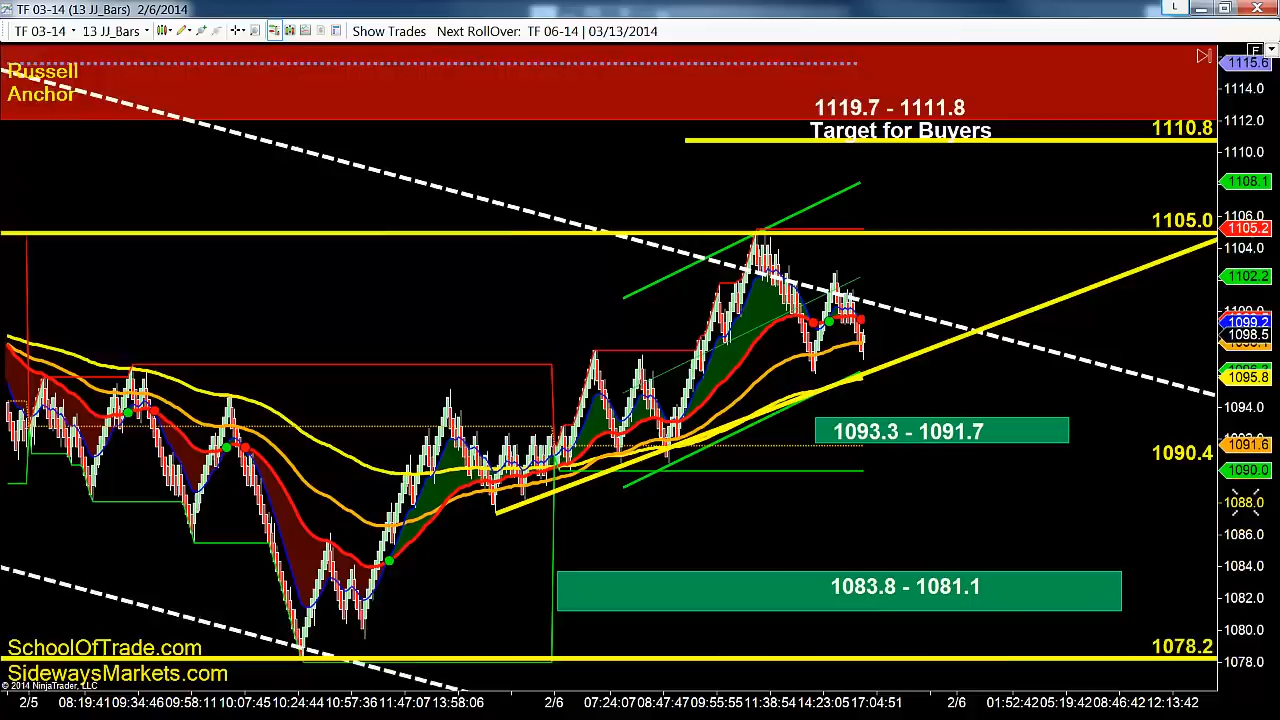 TF 03-14 (13 JJ_Bars) 2/6/2014
L
TF 03-14 13 JJ_Bars Show Trades Next RollOver: TF 06-14 | 03/13/2014
F
Russell
Anchor
1119.7 - 1111.8
Target for Buyers
1110.8
1105.0
1093.3 - 1091.7
1090.4
1083.8 - 1081.1
1078.2
SchoolOfTrade.com
SidewaysMarkets.com
© 2014 NinjaTrader, LLC
1115.6
1114.0
1112.0
1110.0
1108.1
1106.0
1105.2
1104.0
1102.2
1099.2
1098.5
1095.8
1094.0
1091.6
1090.0
1088.0
1086.0
1084.0
1082.0
1080.0
1078.0
2/5 08:19:41 09:34:46 09:58:11 10:07:45 10:24:44 10:57:36 11:47:07 13:58:06 2/6 07:24:07 08:47:47 09:55:55 11:38:54 14:23:05 17:04:51 2/6 01:52:42 05:19:42 08:46:42 12:13:42